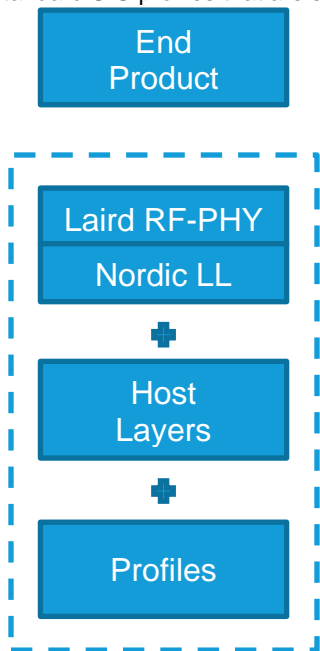 End
Product
Laird RF-PHY
Nordic LL
Host
Layers
Profiles